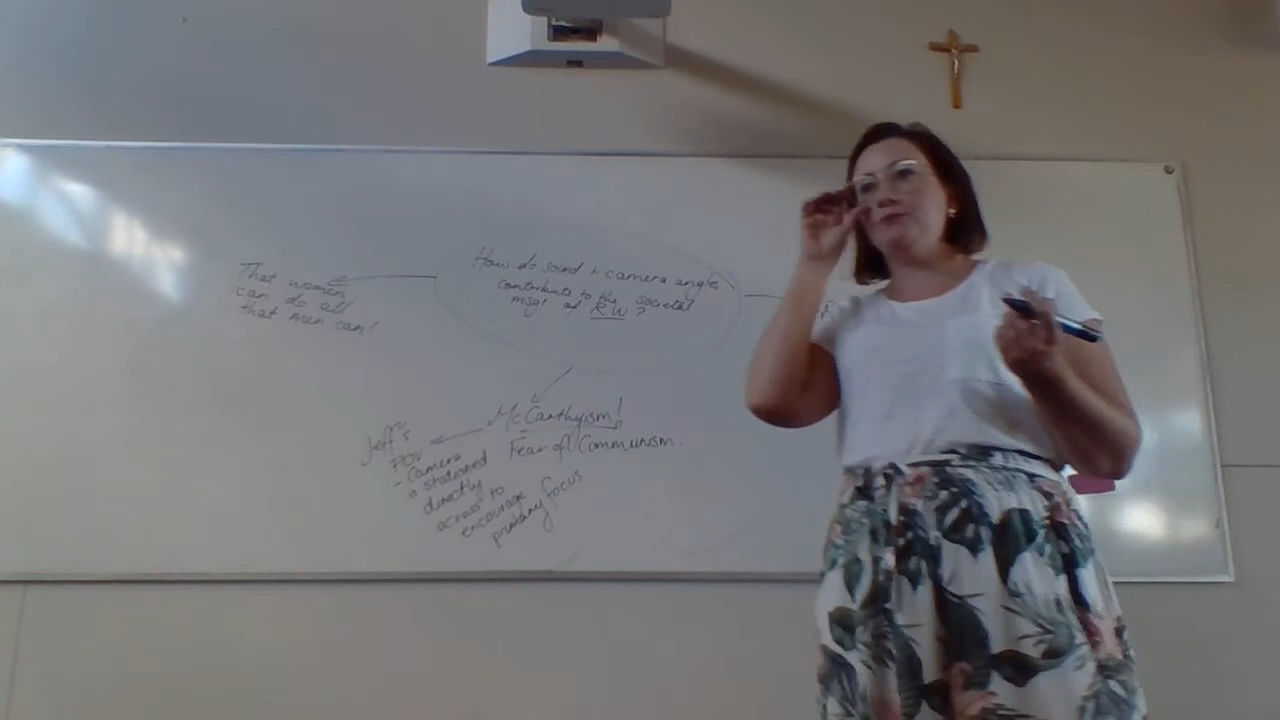 How do sound + camera angles
contribute to the societal
msg! of RW?
That women
can do all
that men can!
McCarthyism!
Fear of Communism.
Jeff's
POV
- Camera
stationed
directly
across to
encourage
primary focus